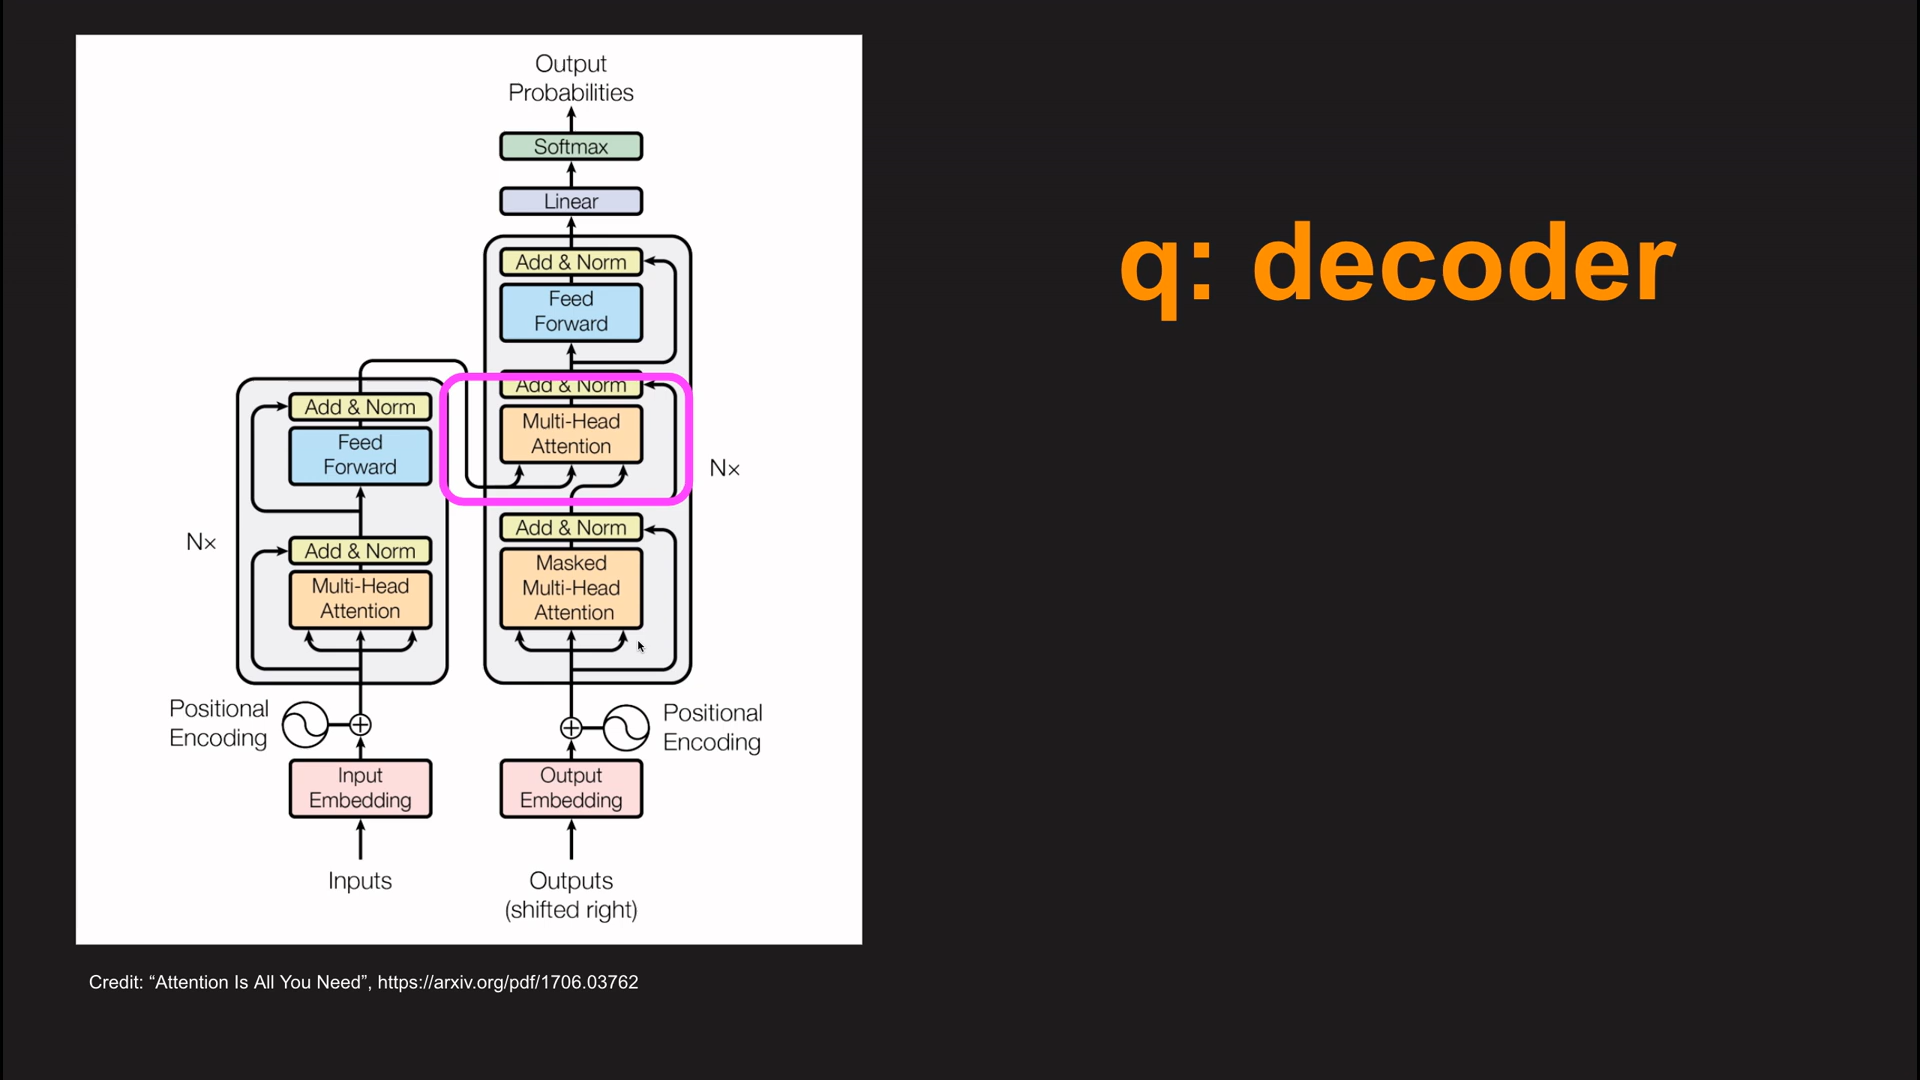 Output
Probabilities
Softmax
Linear
Add & Norm
Feed
Forward
Add & Norm
Multi-Head
Attention
Nx
Add & Norm
Masked
Multi-Head
Attention
Add & Norm
Feed
Forward
Nx
Add & Norm
Multi-Head
Attention
Positional
Encoding
Positional
Encoding
Input
Embedding
Output
Embedding
Inputs
Outputs
(shifted right)
q: decoder
Credit: “Attention Is All You Need”, https://arxiv.org/pdf/1706.03762